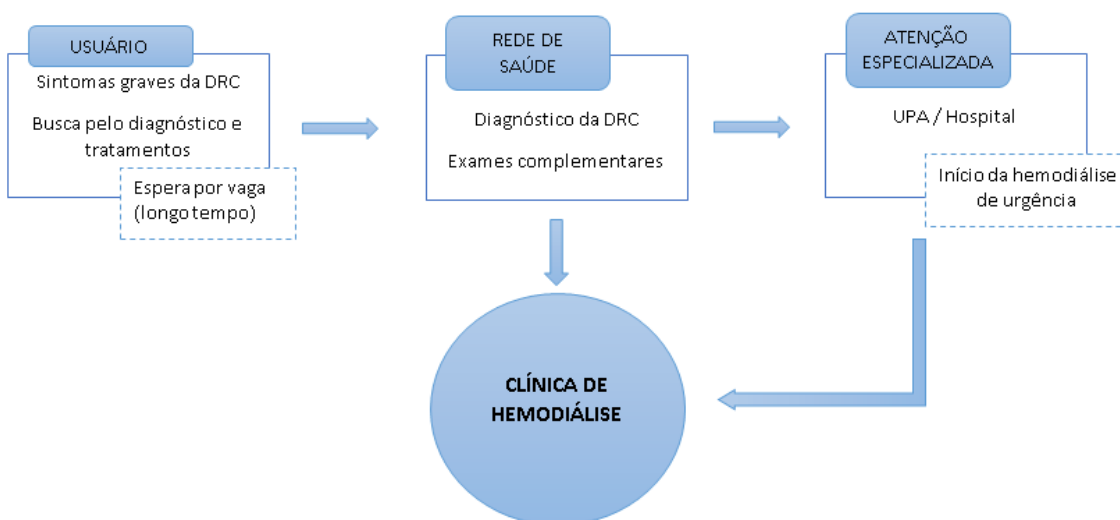 USUÁRIO
Sintomas graves da DRC
Busca pelo diagnóstico e
tratamentos
Espera por vaga
(longo tempo)
REDE DE
SAÚDE
Diagnóstico da DRC
Exames complementares
ATENÇÃO
ESPECIALIZADA
UPA / Hospital
Início da hemodiálise
de urgência
CLÍNICA DE
HEMODIÁLISE